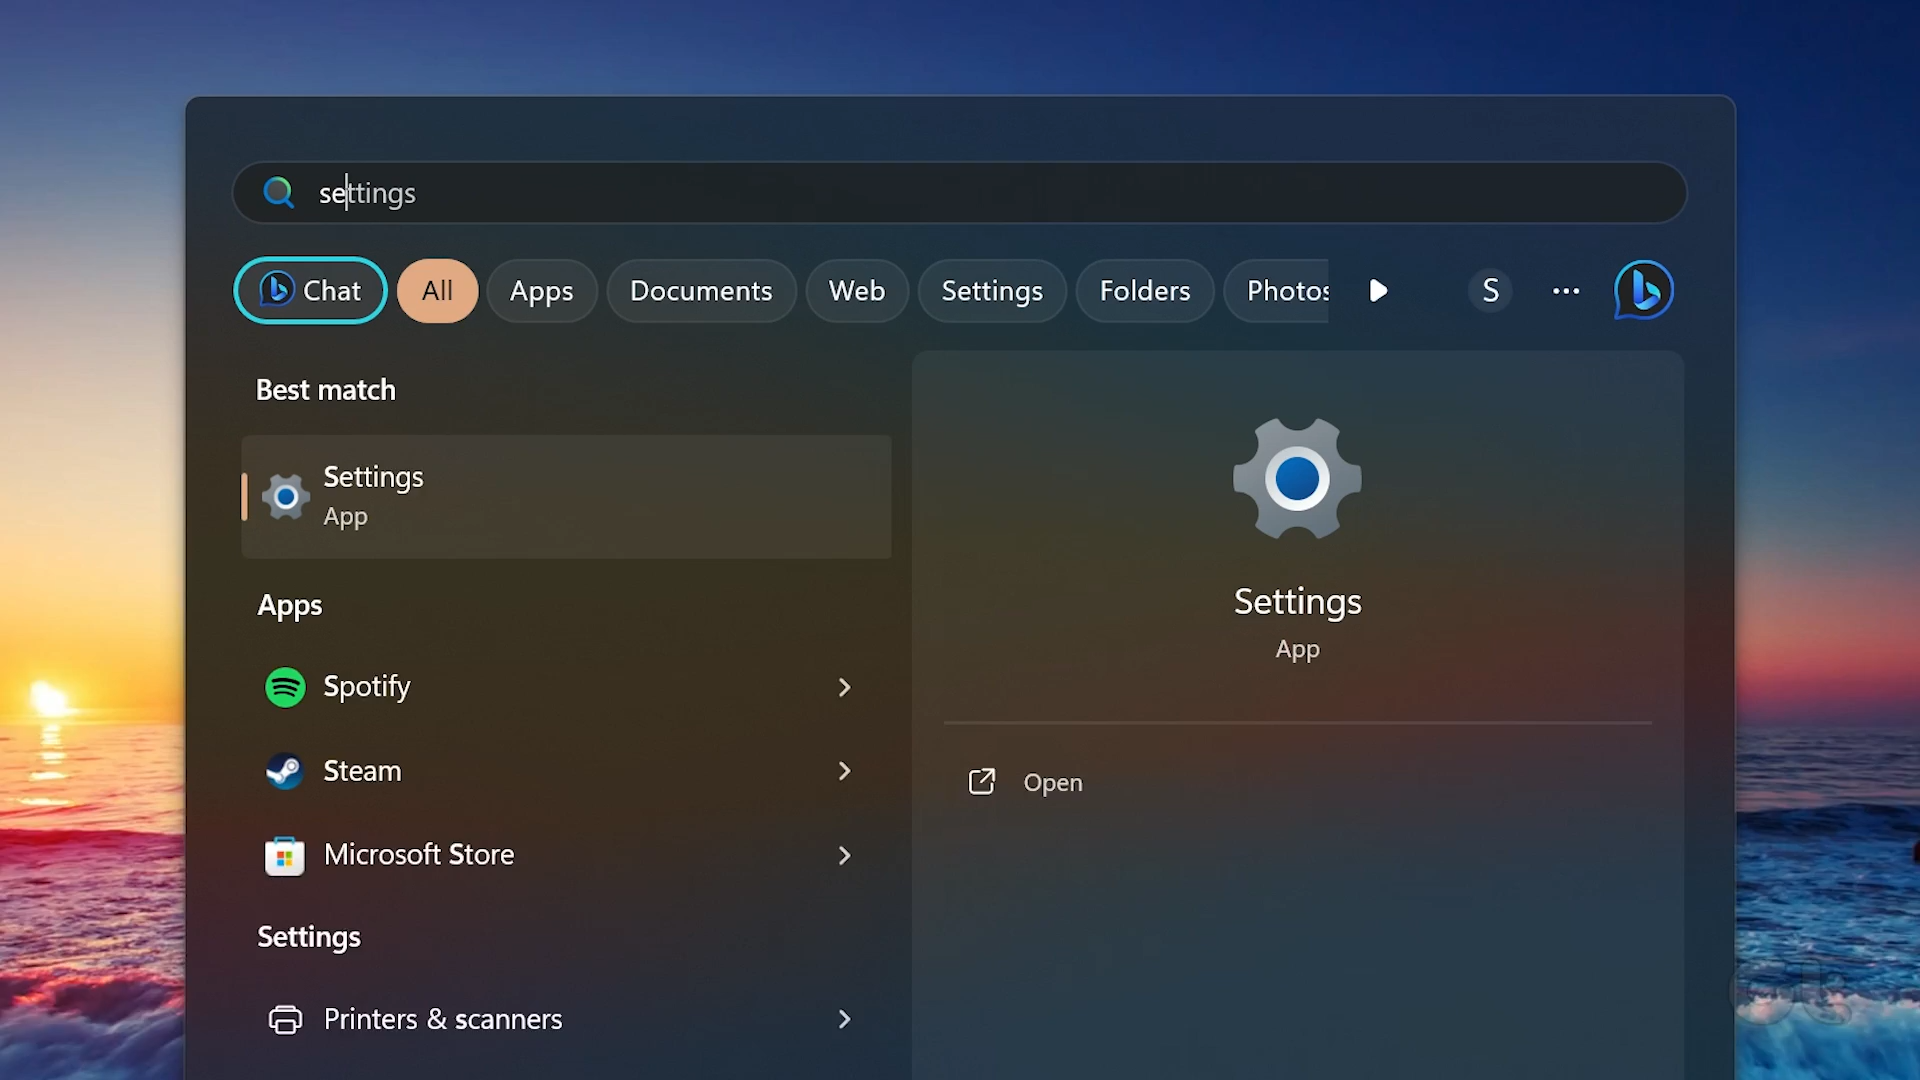 settings
Chat All Apps Documents Web Settings Folders Photos S
Best match
Settings
App
Apps
Spotify
Steam
Microsoft Store
Settings
Printers & scanners
Settings
App
Open